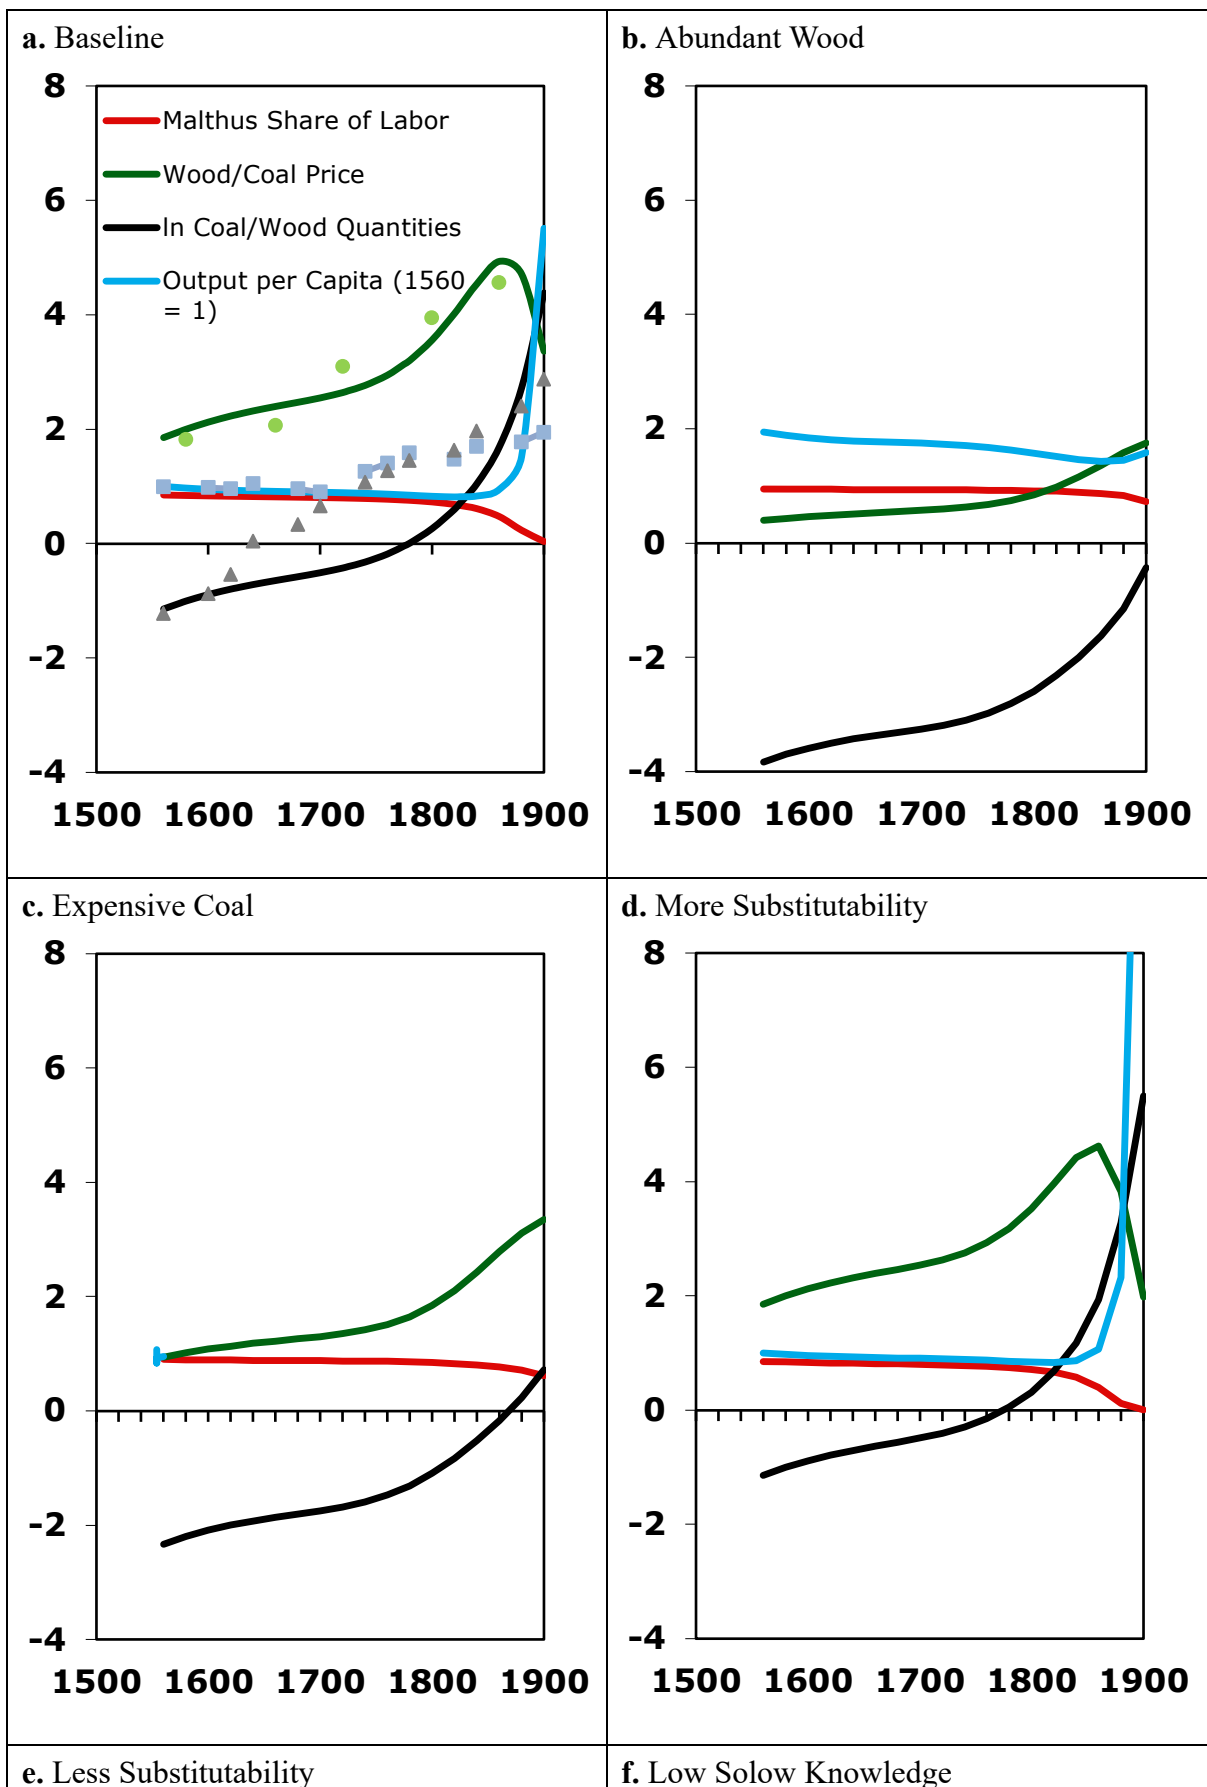 a. Baseline
8
6
4
2
0
-2
-4
Malthus Share of Labor
Wood/Coal Price
ln Coal/Wood Quantities
Output per Capita (1560
= 1)
1500 1600 1700 1800 1900
b. Abundant Wood
8
6
4
2
0
-2
-4
1500 1600 1700 1800 1900
c. Expensive Coal
8
6
4
2
0
-2
-4
1500 1600 1700 1800 1900
d. More Substitutability
8
6
4
2
0
-2
-4
1500 1600 1700 1800 1900
e. Less Substitutability
f. Low Solow Knowledge